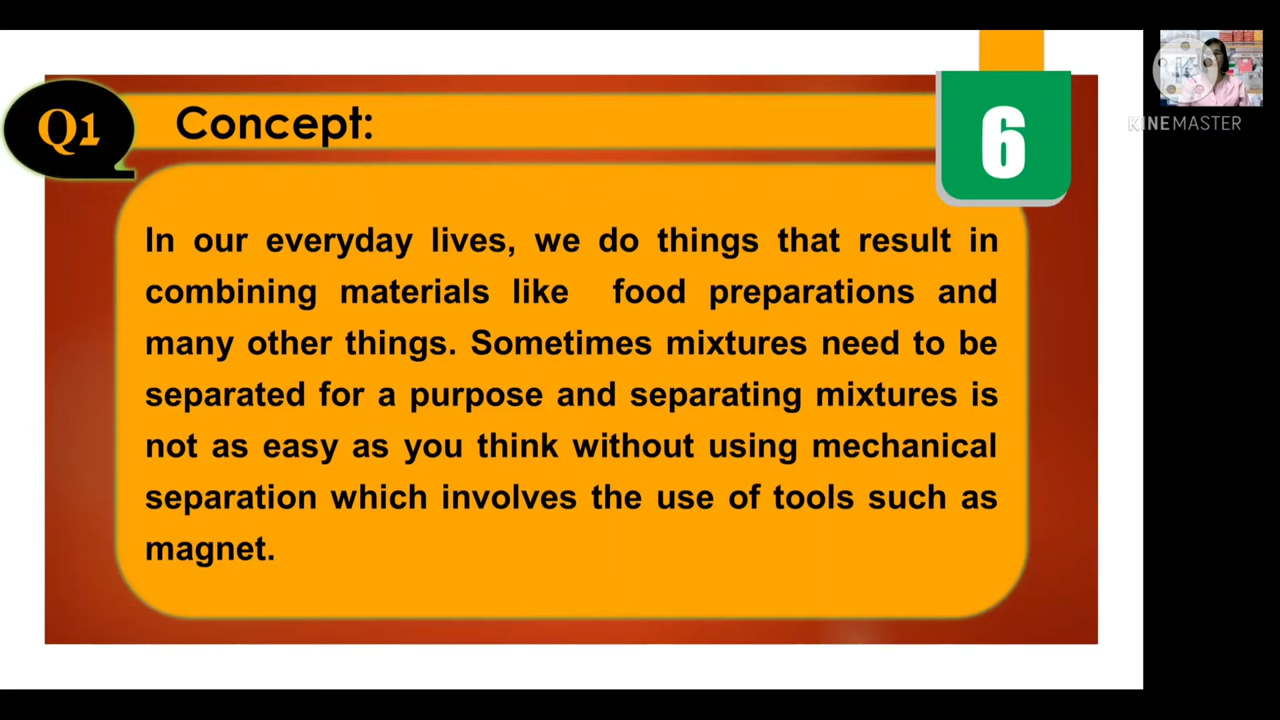 Q1
Concept:
6
KINEMASTER
In our everyday lives, we do things that result in
combining materials like food preparations and
many other things. Sometimes mixtures need to be
separated for a purpose and separating mixtures is
not as easy as you think without using mechanical
separation which involves the use of tools such as
magnet.